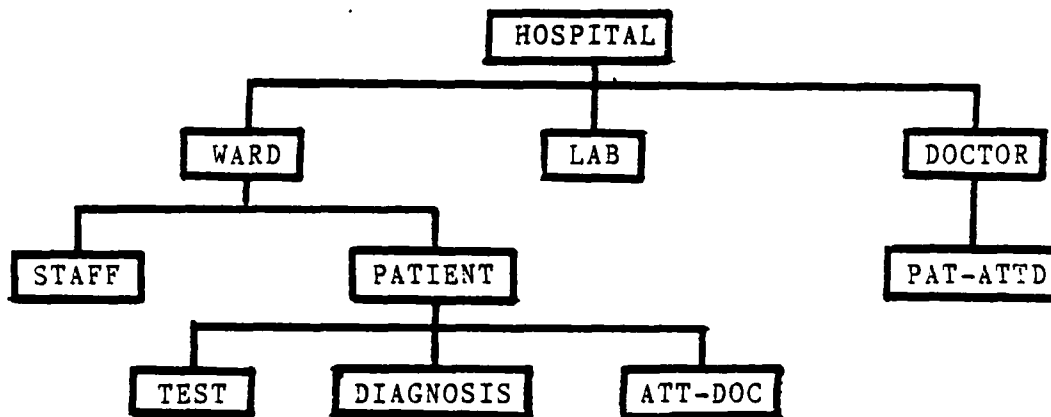 HOSPITAL
WARD LAB DOCTOR
STAFF PATIENT PAT-ATTD
TEST DIAGNOSIS ATT-DOC